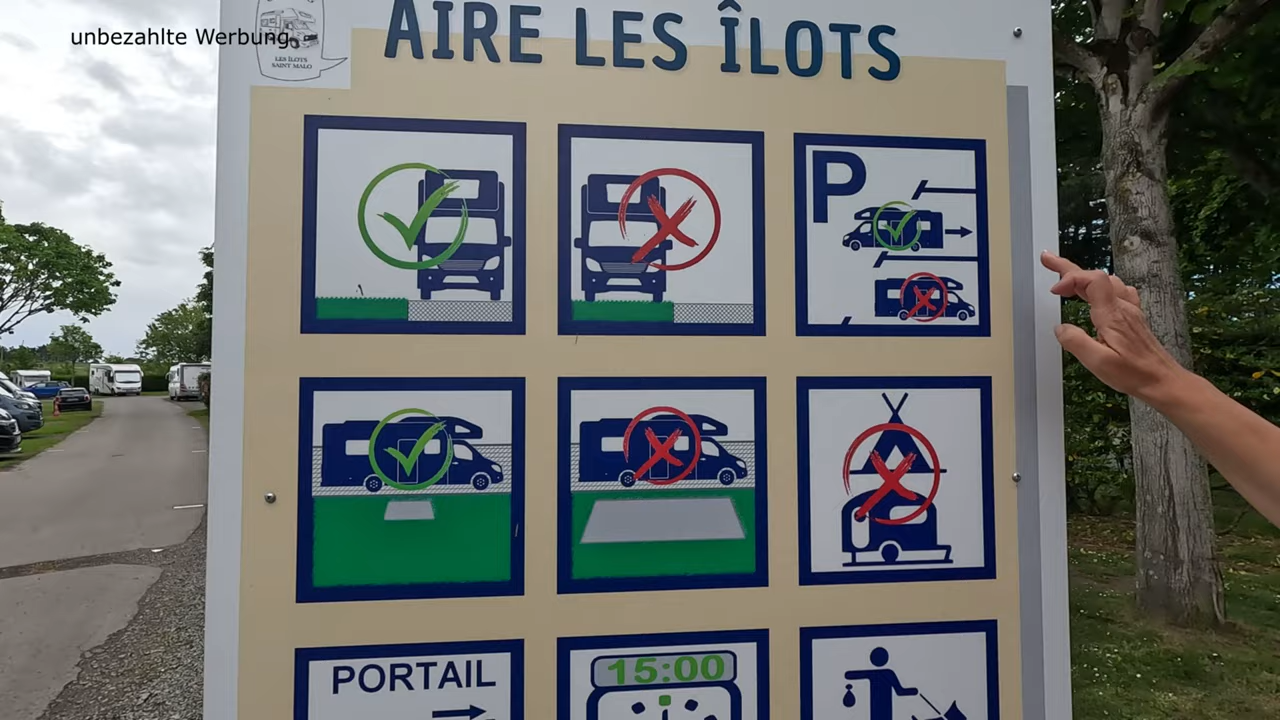 unbezahlte Werbung
LES ÎLOTS
SAINT MALO
AIRE LES ÎLOTS
P
PORTAIL
15:00